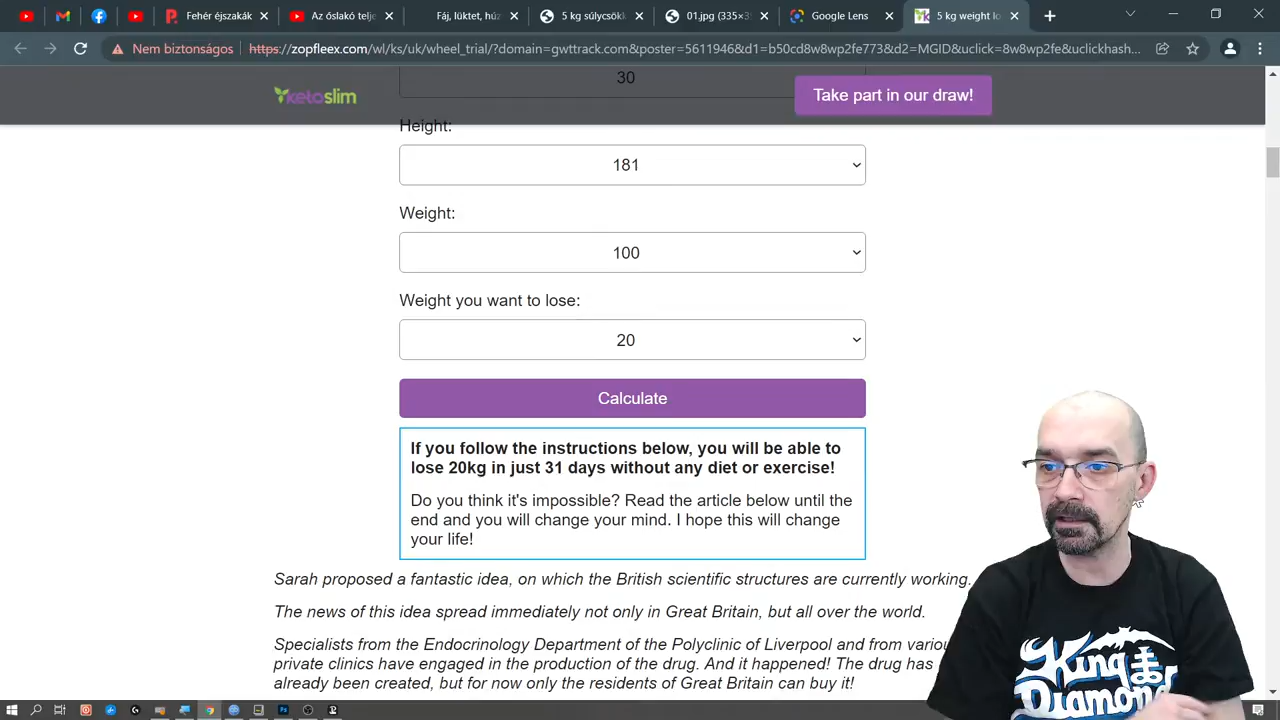 Fehér éjszakák
Az őslakó telje
Fáj, lüktet, húz
5 kg súlycsökk
01.jpg (335×3
Google Lens
5 kg weight lo
Nem biztonságos
https://zopfleex.com/wl/ks/uk/wheel_trial/?domain=gwttrack.com&poster=5611946&d1=b50cd8w8wp2fe773&d2=MGID&uclick=8w8wp2fe&uclickhash...
30
ketoslim
Take part in our draw!
Height:
181
Weight:
100
Weight you want to lose:
20
Calculate
If you follow the instructions below, you will be able to
lose 20kg in just 31 days without any diet or exercise!
Do you think it's impossible? Read the article below until the
end and you will change your mind. I hope this will change
your life!
Sarah proposed a fantastic idea, on which the British scientific structures are currently working.
The news of this idea spread immediately not only in Great Britain, but all over the world.
Specialists from the Endocrinology Department of the Polyclinic of Liverpool and from variou
private clinics have engaged in the production of the drug. And it happened! The drug has
already been created, but for now only the residents of Great Britain can buy it!
King
Diamond